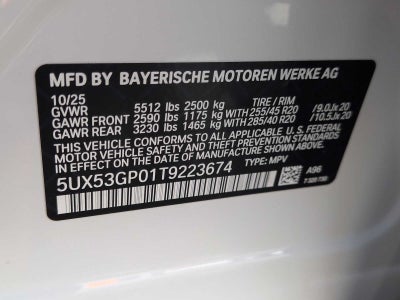 MFD BY BAYERISCHE MOTOREN WERKE AG
10/25
GVWR 5512 lbs 2500 kg TIRE / RIM
GAWR FRONT 2590 lbs 1175 kg WITH 255/45 R20 /9.0Jx20
GAWR REAR 3230 lbs 1465 kg WITH 285/40 R20 /10.5Jx20
THIS VEHICLE CONFORMS TO ALL APPLICABLE U.S. FEDERAL
MOTOR VEHICLE SAFETY AND THEFT PREVENTION STANDARDS
IN EFFECT ON THE DATE OF MANUFACTURE SHOWN ABOVE.
5UX53GP01T9223674 TYPE: MPV A96